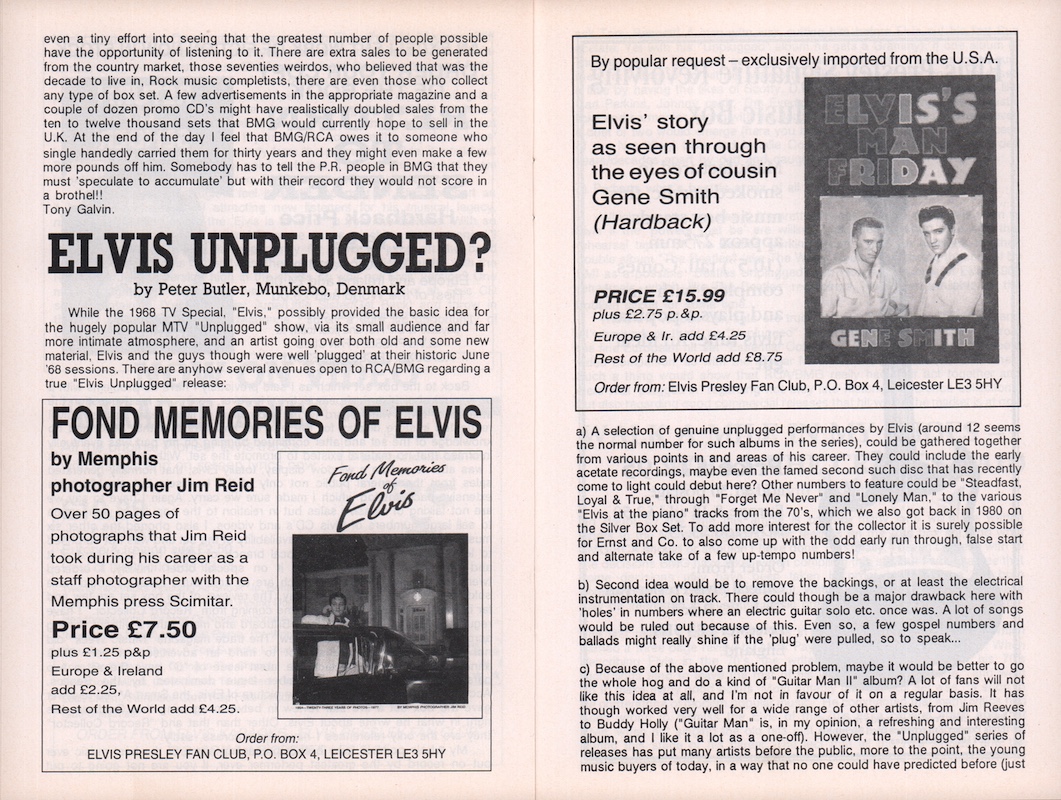 even a tiny effort into seeing that the greatest number of people possible
have the opportunity of listening to it. There are extra sales to be generated
from the country market, those seventies weirdos, who believed that was the
decade to live in, Rock music completists, there are even those who collect
any type of box set. A few advertisements in the appropriate magazine and a
couple of dozen promo CD's might have realistically doubled sales from the
ten to twelve thousand sets that BMG would currently hope to sell in the
U.K. At the end of the day I feel that BMG/RCA owes it to someone who
single handedly carried them for thirty years and they might even make a few
more pounds off him. Somebody has to tell the P.R. people in BMG that they
must 'speculate to accumulate' but with their record they would not score in
a brothel!!
Tony Galvin.
ELVIS UNPLUGGED?
by Peter Butler, Munkebo, Denmark
While the 1968 TV Special, "Elvis," possibly provided the basic idea for
the hugely popular MTV "Unplugged" show, via its small audience and far
more intimate atmosphere, and an artist going over both old and some new
material, Elvis and the guys though were well 'plugged' at their historic June
'68 sessions. There are anyhow several avenues open to RCA/BMG regarding a
true "Elvis Unplugged" release:
FOND MEMORIES OF ELVIS
by Memphis
photographer Jim Reid
Over 50 pages of
photographs that Jim Reid
took during his career as a
staff photographer with the
Memphis press Scimitar.
Price £7.50
plus £1.25 p&p
Europe & Ireland
add £2.25,
Rest of the World add £4.25.
Fond Memories
of
Elvis
1954—TWENTY-THREE YEARS OF PHOTOS—1977 BY MEMPHIS PHOTOGRAPHER JIM REID
Order from:
ELVIS PRESLEY FAN CLUB, P.O. BOX 4, LEICESTER LE3 5HY
By popular request – exclusively imported from the U.S.A.
Elvis' story
as seen through
the eyes of cousin
Gene Smith
(Hardback)
PRICE £15.99
plus £2.75 p.&p.
Europe & Ir. add £4.25
Rest of the World add £8.75
ELVIS'S
MAN
FRIDAY
GENE SMITH
Order from: Elvis Presley Fan Club, P.O. Box 4, Leicester LE3 5HY
a) A selection of genuine unplugged performances by Elvis (around 12 seems
the normal number for such albums in the series), could be gathered together
from various points in and areas of his career. They could include the early
acetate recordings, maybe even the famed second such disc that has recently
come to light could debut here? Other numbers to feature could be "Steadfast,
Loyal & True," through "Forget Me Never" and "Lonely Man," to the various
"Elvis at the piano" tracks from the 70's, which we also got back in 1980 on
the Silver Box Set. To add more interest for the collector it is surely possible
for Ernst and Co. to also come up with the odd early run through, false start
and alternate take of a few up-tempo numbers!
b) Second idea would be to remove the backings, or at least the electrical
instrumentation on track. There could though be a major drawback here with
'holes' in numbers where an electric guitar solo etc. once was. A lot of songs
would be ruled out because of this. Even so, a few gospel numbers and
ballads might really shine if the 'plug' were pulled, so to speak...
c) Because of the above mentioned problem, maybe it would be better to go
the whole hog and do a kind of "Guitar Man II" album? A lot of fans will not
like this idea at all, and I'm not in favour of it on a regular basis. It has
though worked very well for a wide range of other artists, from Jim Reeves
to Buddy Holly ("Guitar Man" is, in my opinion, a refreshing and interesting
album, and I like it a lot as a one-off). However, the "Unplugged" series of
releases has put many artists before the public, more to the point, the young
music buyers of today, in a way that no one could have predicted before (just